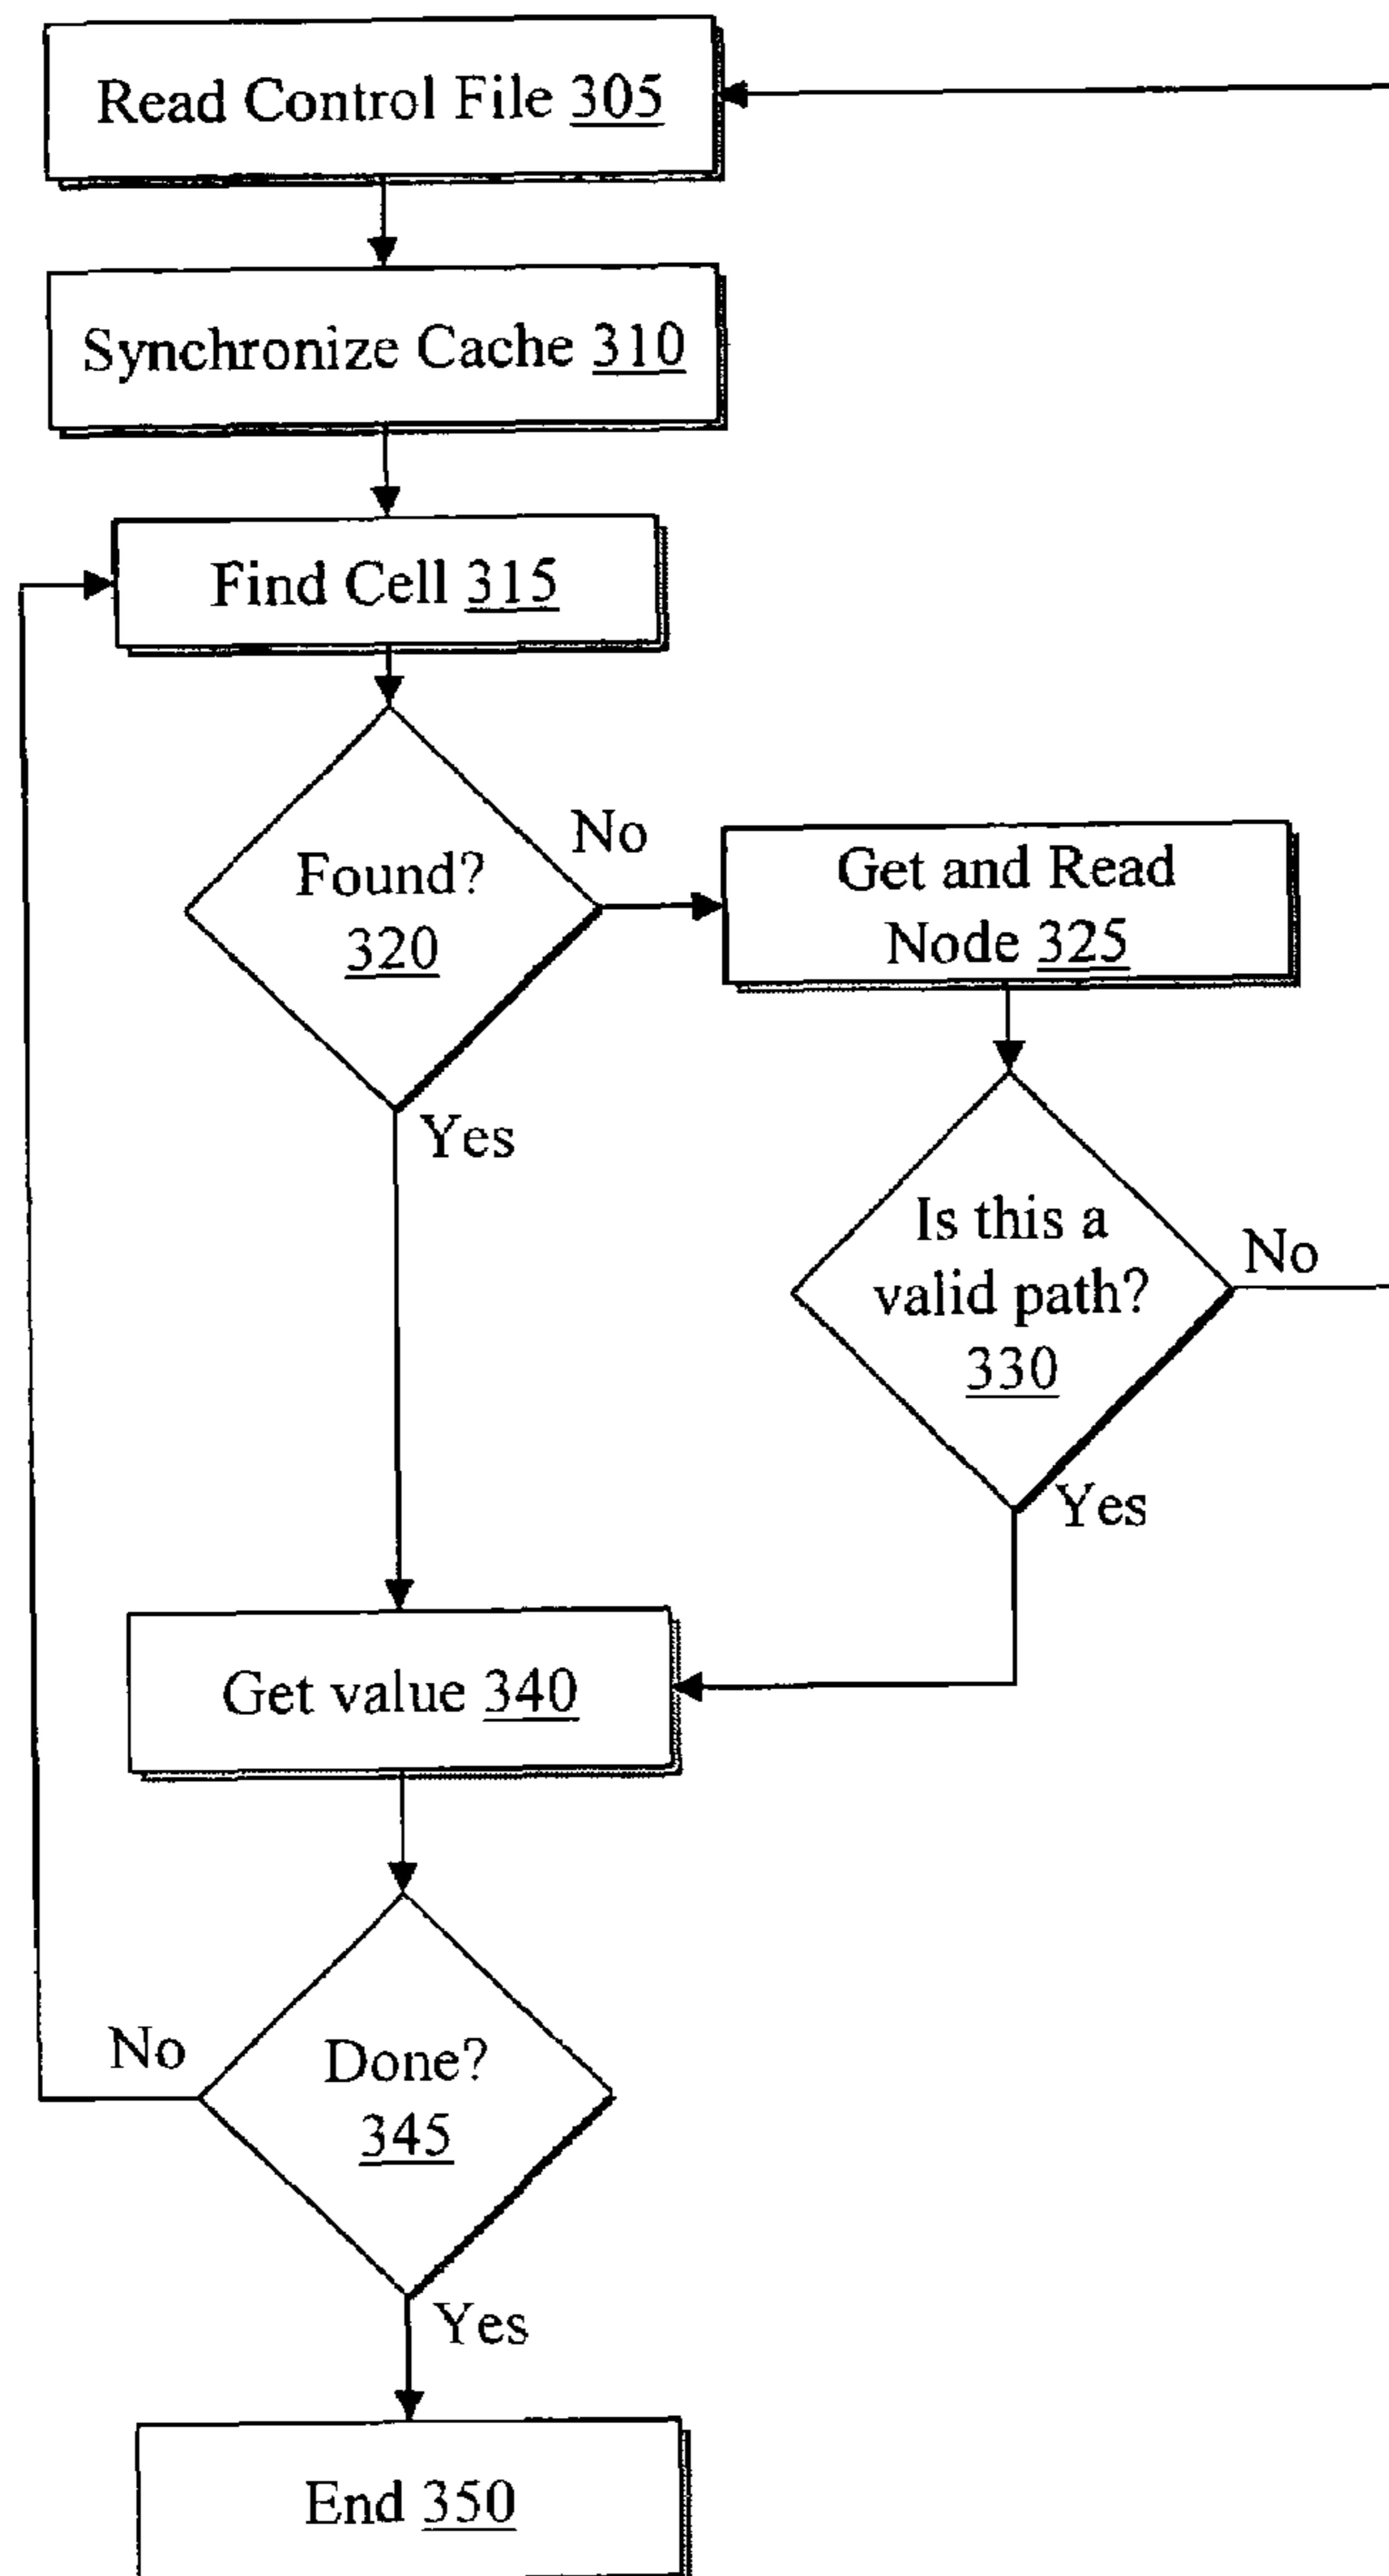 Read Control File 305
Synchronize Cache 310
Find Cell 315
Found?
320
No
Yes
Get and Read
Node 325
Is this a
valid path?
330
No
Yes
Get value 340
Done?
345
No
Yes
End 350